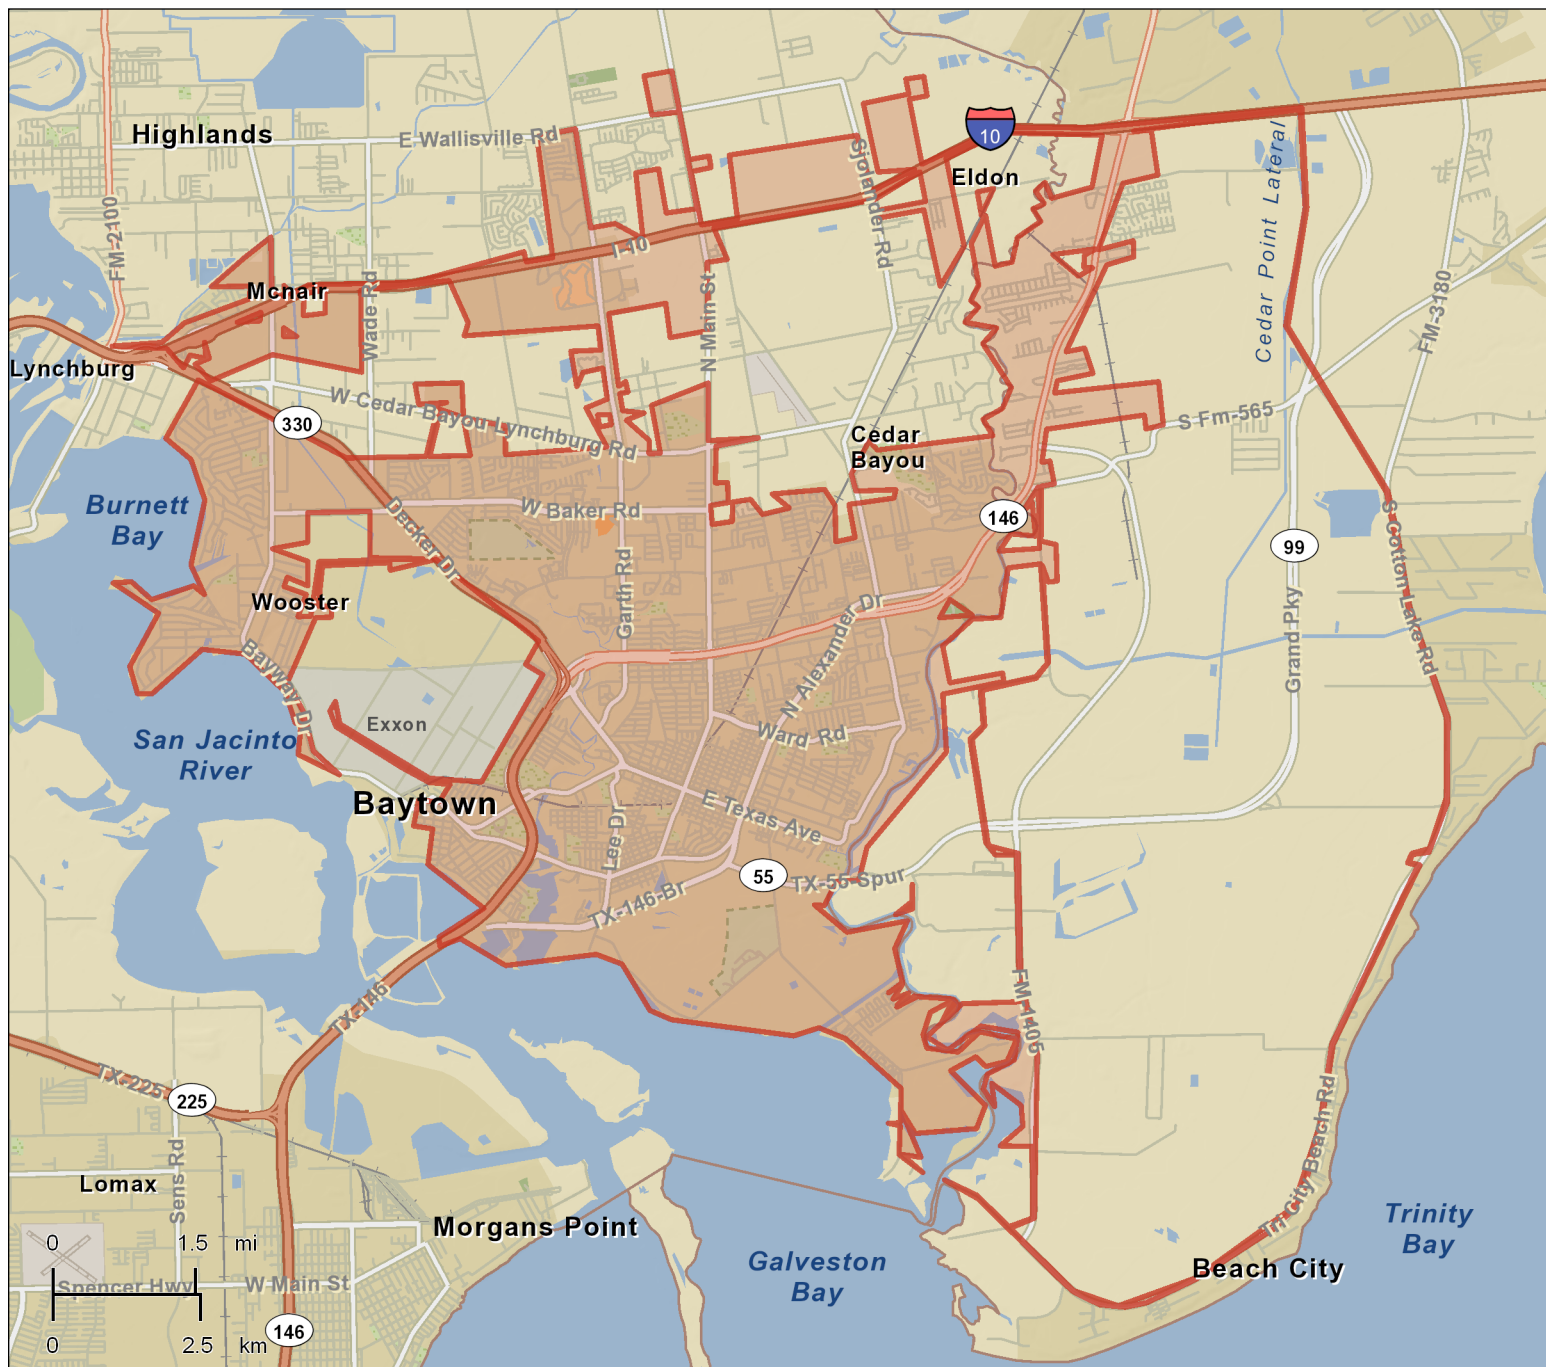 10
Highlands
E Wallisville Rd
Sjolander Rd
Eldon
Cedar Point Lateral
FM-2100
I-10
Mcnair
Wade Rd
N Main St
FM-3180
Lynchburg
W Cedar Bayou Lynchburg Rd
330
S Fm-565
Cedar
Bayou
Burnett
Bay
Decker Dr
W Baker Rd
146
99
S Cotton Lake Rd
Wooster
Garth Rd
N Alexander Dr
Grand Pky
Bayway Dr
Exxon
Ward Rd
San Jacinto
River
Baytown
E Texas Ave
Lee Dr
55
TX-55 Spur
TX-146-Br
TX-146
FM-1405
TX-225
225
Tri City Beach Rd
Sens Rd
Lomax
Morgans Point
Trinity
Bay
0 1.5 mi
Galveston
Bay
Beach City
Spencer Hwy
W Main St
146
0 2.5 km